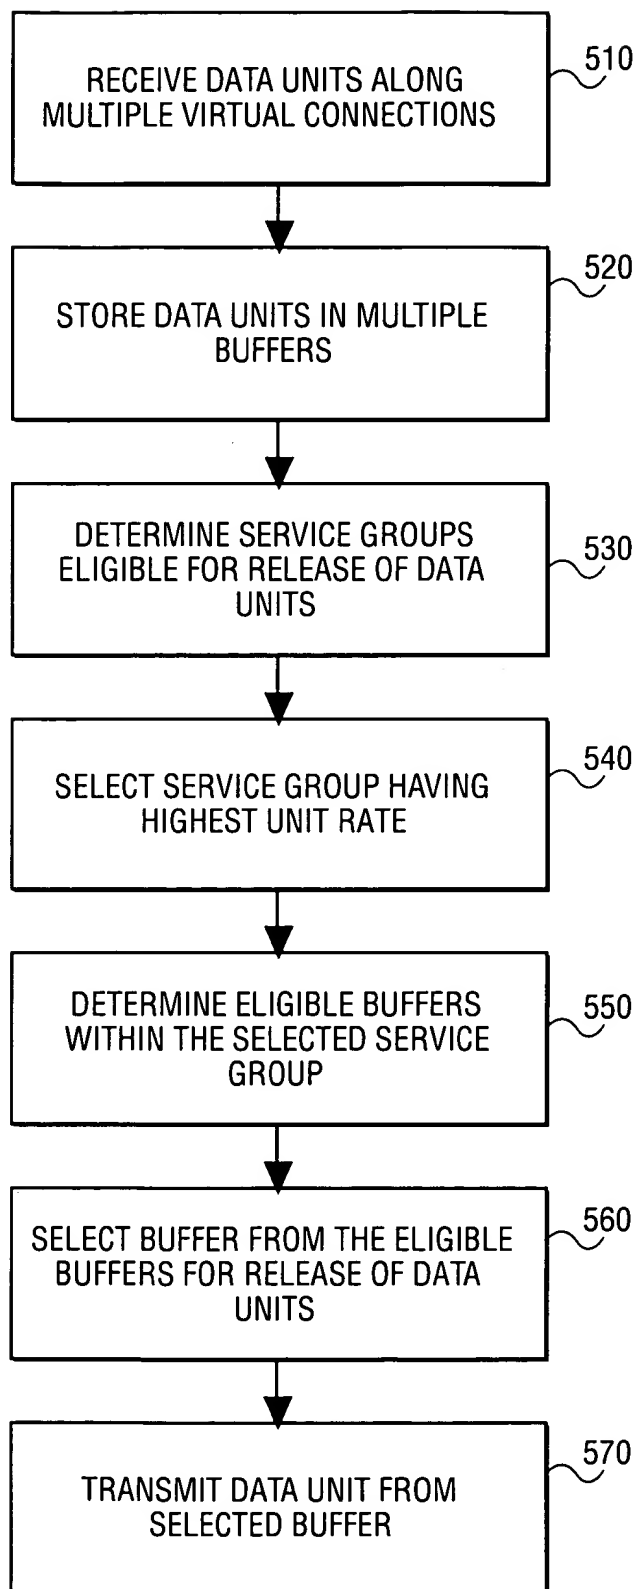 RECEIVE DATA UNITS ALONG
MULTIPLE VIRTUAL CONNECTIONS
510
STORE DATA UNITS IN MULTIPLE
BUFFERS
520
DETERMINE SERVICE GROUPS
ELIGIBLE FOR RELEASE OF DATA
UNITS
530
SELECT SERVICE GROUP HAVING
HIGHEST UNIT RATE
540
DETERMINE ELIGIBLE BUFFERS
WITHIN THE SELECTED SERVICE
GROUP
550
SELECT BUFFER FROM THE ELIGIBLE
BUFFERS FOR RELEASE OF DATA
UNITS
560
TRANSMIT DATA UNIT FROM
SELECTED BUFFER
570